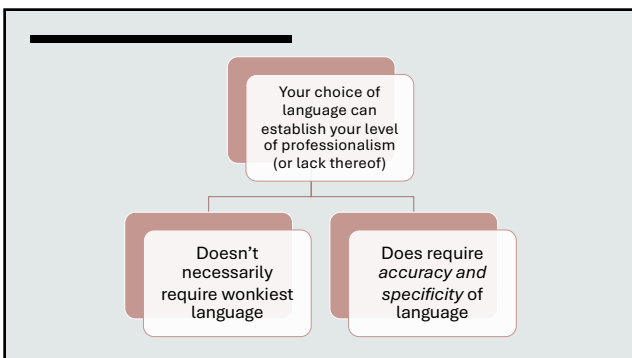 Your choice of
language can
establish your level
of professionalism
(or lack thereof)
Doesn’t
necessarily
require wonkiest
language
Does require
accuracy and
specificity of
language